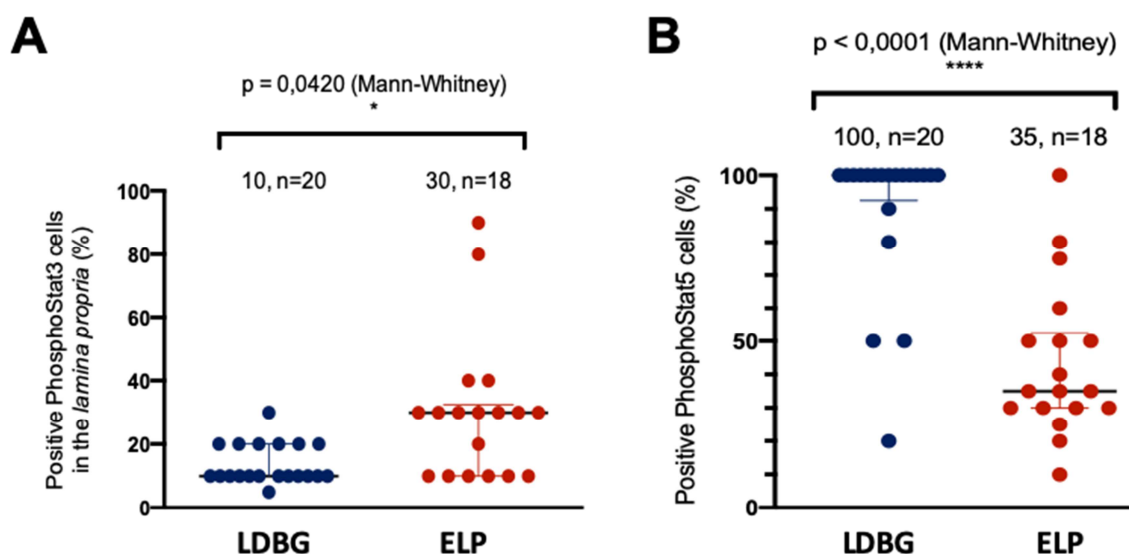 A
p = 0,0420 (Mann-Whitney)
*
10, n=20
30, n=18
Positive PhosphoStat3 cells
in the lamina propria (%)
100
80
60
40
20
0
LDBG
ELP
B
p < 0,0001 (Mann-Whitney)
****
100, n=20
35, n=18
Positive PhosphoStat5 cells (%)
100
50
0
LDBG
ELP